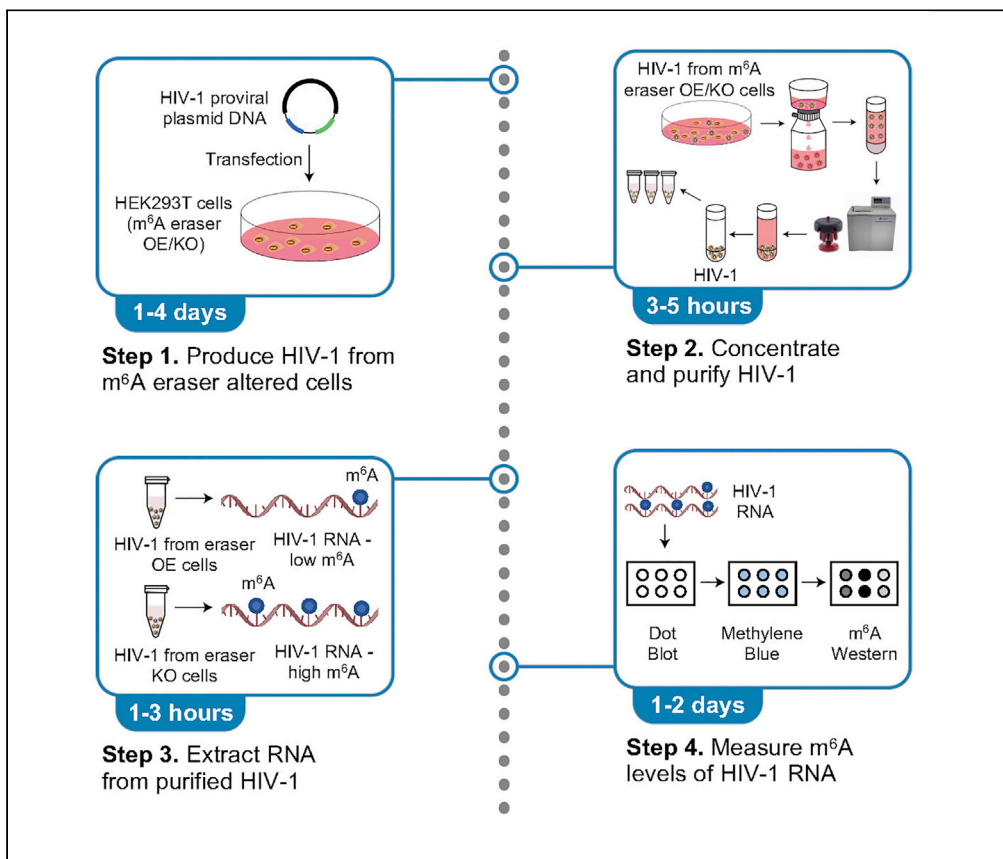 HIV-1 proviral
plasmid DNA
Transfection
HEK293T cells
(m⁶A eraser
OE/KO)
1-4 days
Step 1. Produce HIV-1 from
m⁶A eraser altered cells
HIV-1 from m⁶A
eraser OE/KO cells
HIV-1
3-5 hours
Step 2. Concentrate
and purify HIV-1
m⁶A
HIV-1 from eraser
OE cells
HIV-1 RNA -
low m⁶A
m⁶A
HIV-1 from eraser
KO cells
HIV-1 RNA -
high m⁶A
1-3 hours
Step 3. Extract RNA
from purified HIV-1
HIV-1
RNA
Dot
Blot
Methylene
Blue
m⁶A
Western
1-2 days
Step 4. Measure m⁶A
levels of HIV-1 RNA